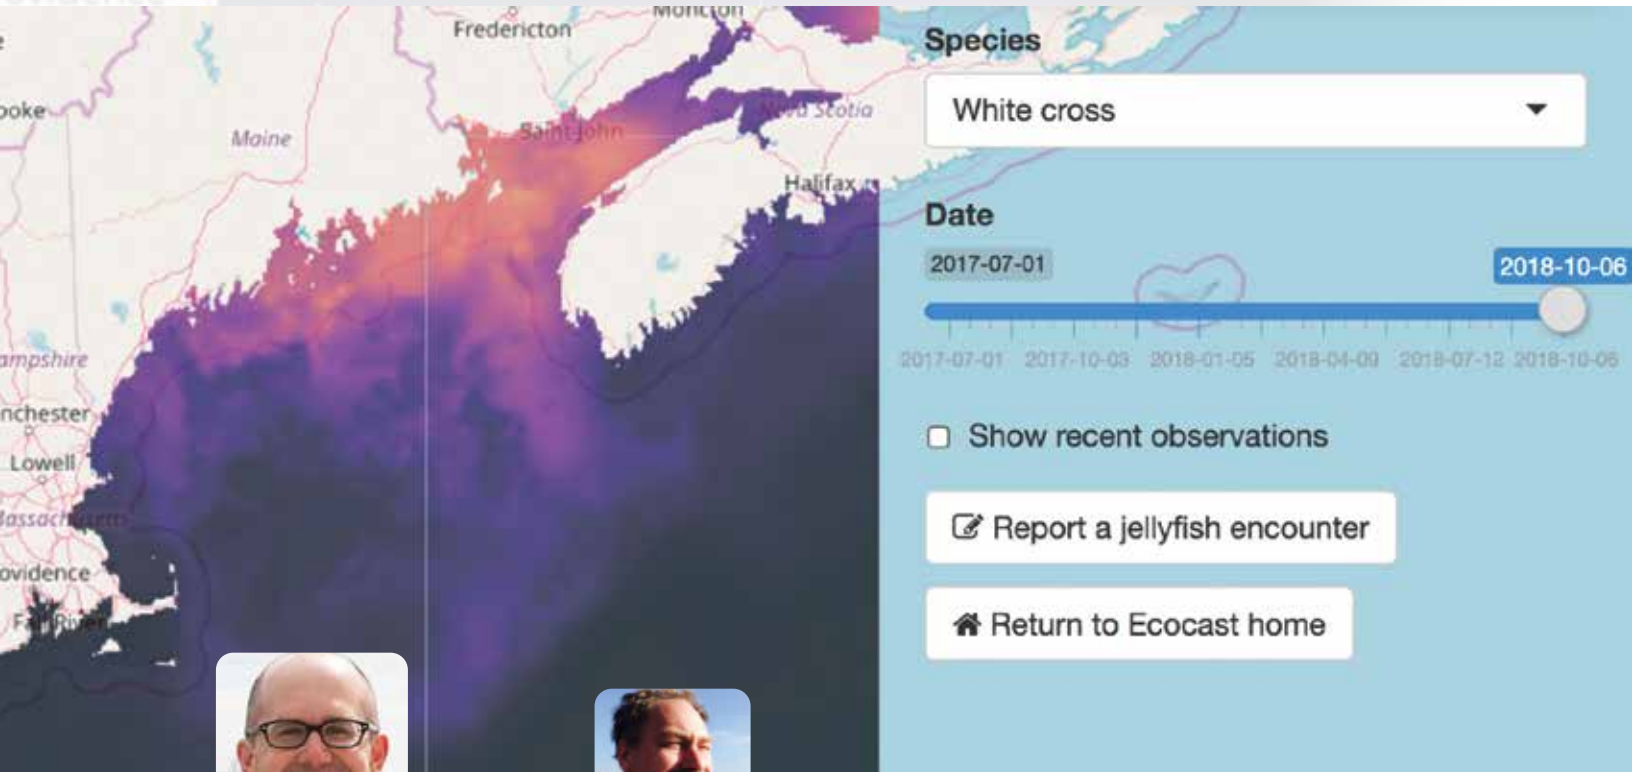 Fredericton
Moncton
Maine
Saint John
Nova Scotia
Halifax
Lowell
Species
White cross
Date
2017-07-01
2018-10-06
2017-07-01 2017-10-03 2018-01-05 2018-04-09 2018-07-12 2018-10-06
Show recent observations
Report a jellyfish encounter
Return to Ecocast home
ooke
ampshire
nchester
Massachusetts
ovidence
Fall River